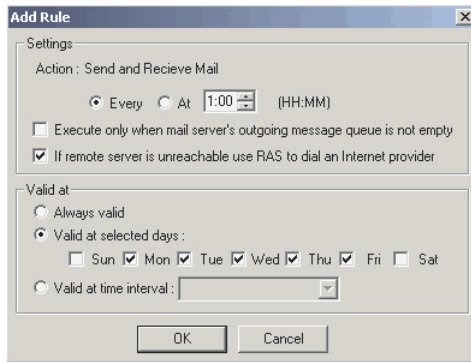 Add Rule
Settings
Action : Send and Recieve Mail
Every At 1:00 (HH:MM)
Execute only when mail server's outgoing message queue is not empty
If remote server is unreachable use RAS to dial an Internet provider
Valid at
Always valid
Valid at selected days :
Sun Mon Tue Wed Thu Fri Sat
Valid at time interval :
OK Cancel